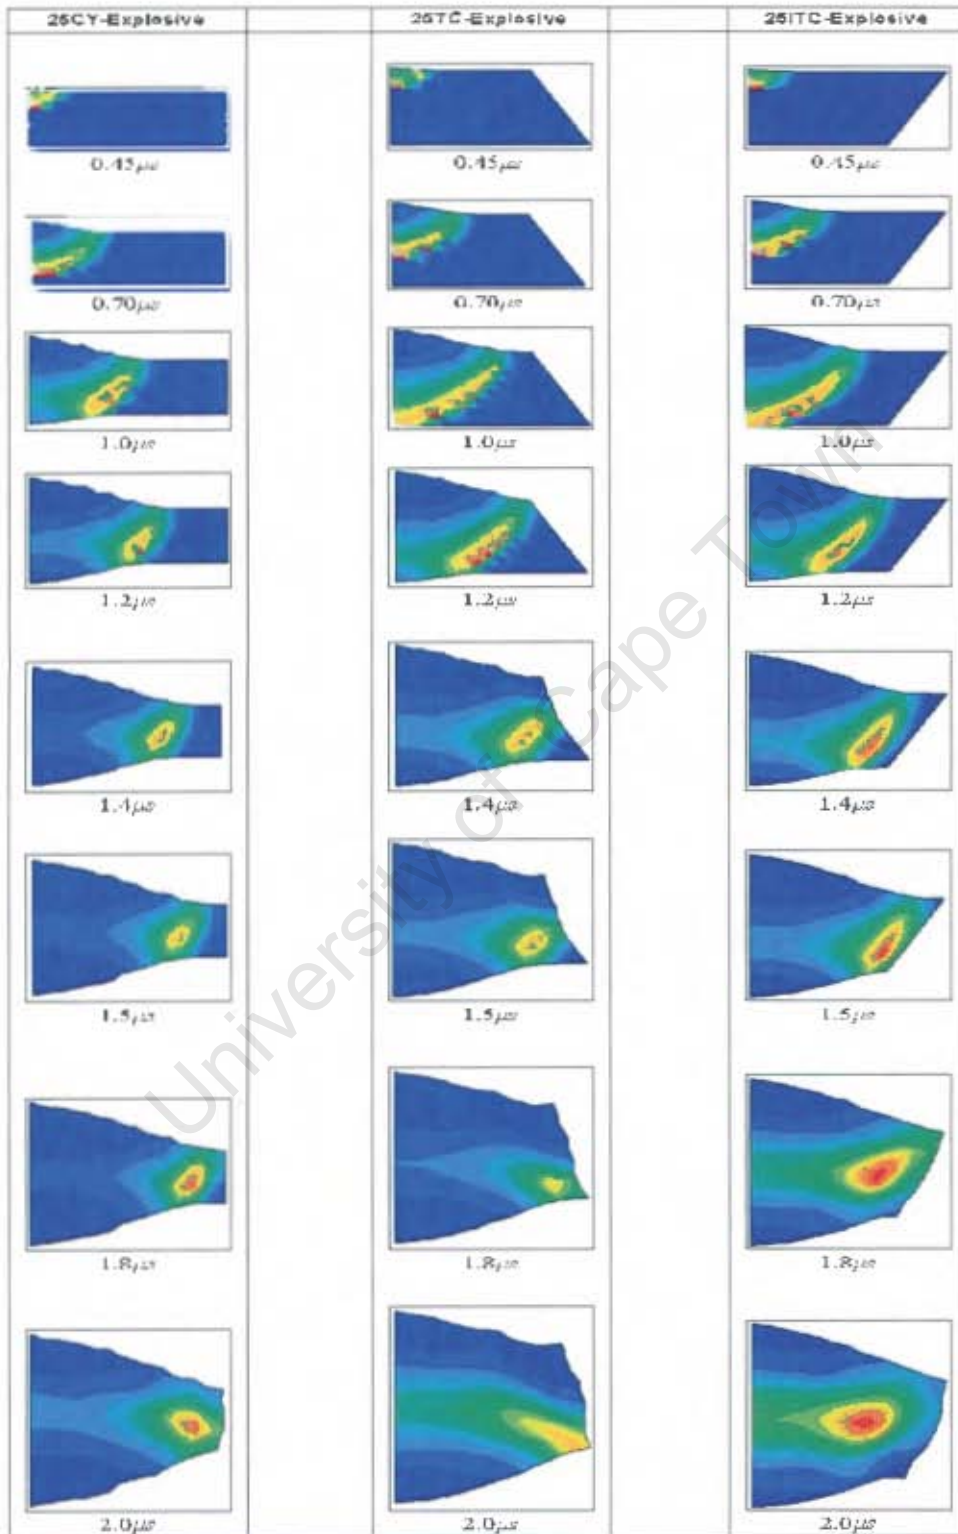 25CY-Explosive 25TC-Explosive 25ITC-Explosive
0.45μs 0.45μs 0.45μs
0.70μs 0.70μs 0.70μs
1.0μs 1.0μs 1.0μs
1.2μs 1.2μs 1.2μs
1.4μs 1.4μs 1.4μs
1.5μs 1.5μs 1.5μs
1.8μs 1.8μs 1.8μs
2.0μs 2.0μs 2.0μs
University of Cape Town